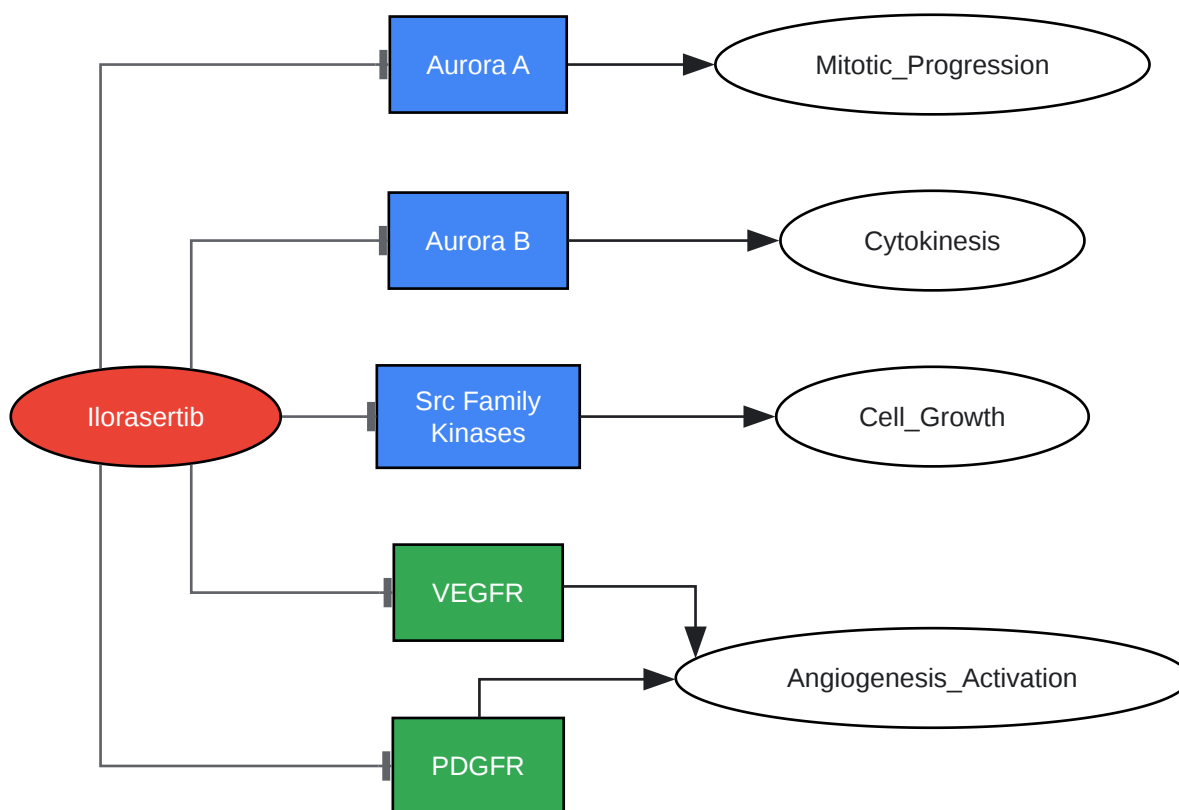 Aurora A
Mitotic_Progression
Aurora B
Cytokinesis
Ilorasertib
Src Family
Kinases
Cell_Growth
VEGFR
Angiogenesis_Activation
PDGFR